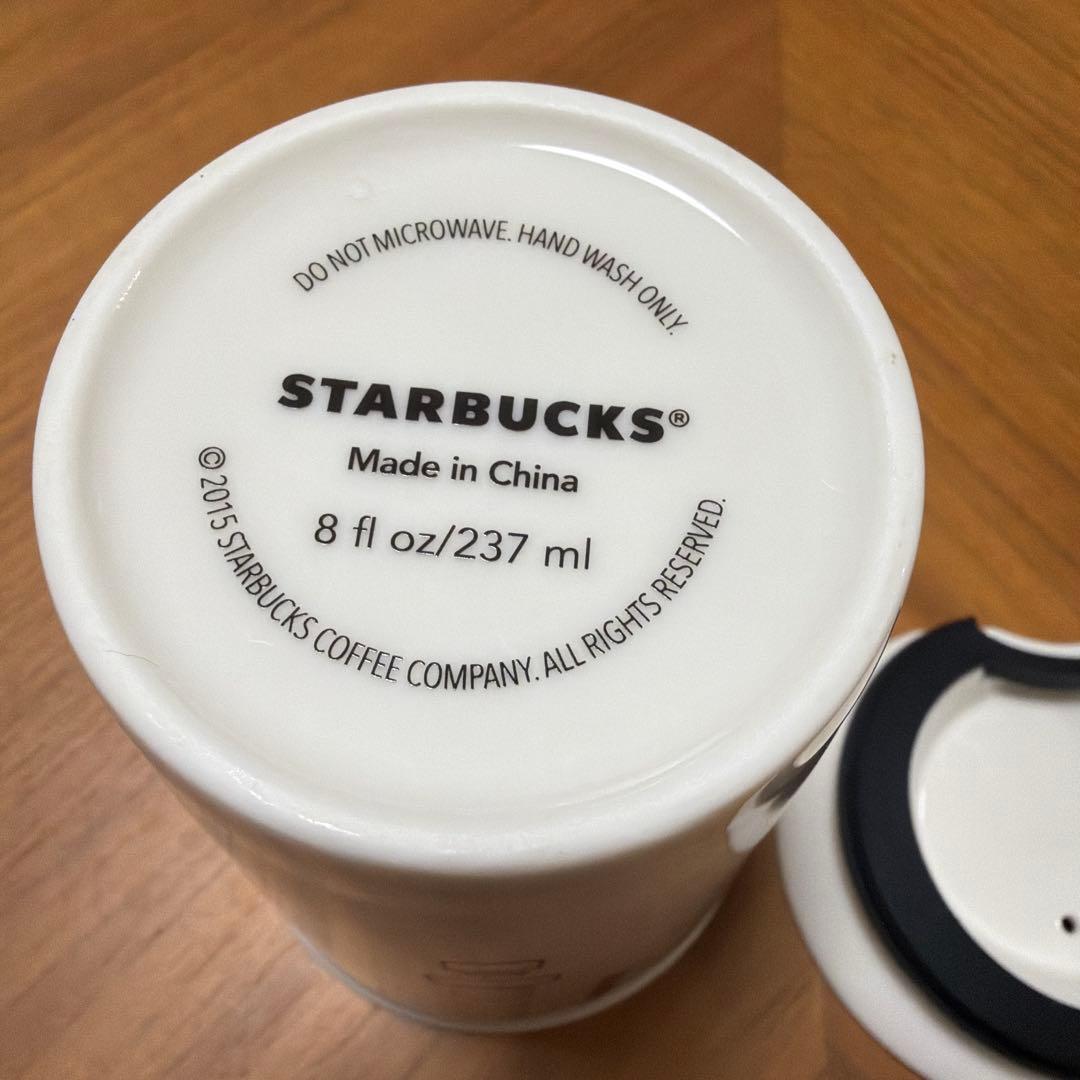 DO NOT MICROWAVE. HAND WASH ONLY.
STARBUCKS®
Made in China
8 fl oz/237 ml
© 2015 STARBUCKS COFFEE COMPANY. ALL RIGHTS RESERVED.